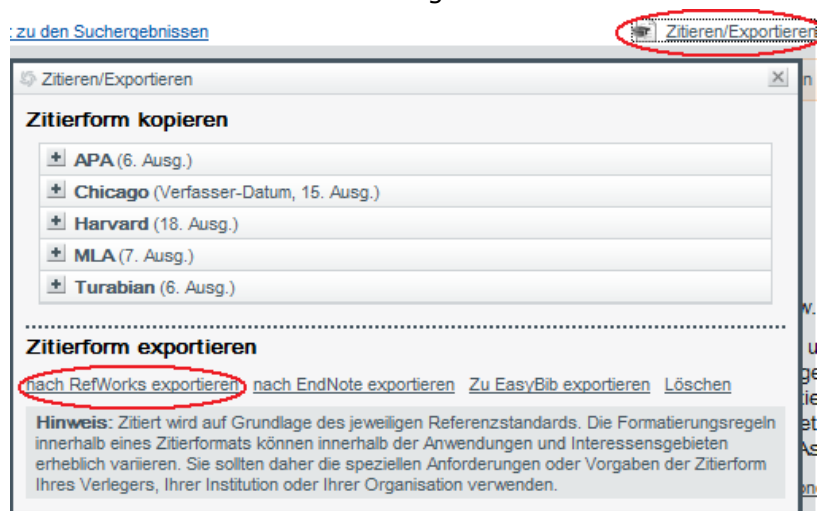 zu den Suchergebnissen
Zitieren/Exportieren
Zitieren/Exportieren
Zitierform kopieren
APA (6. Ausg.)
Chicago (Verfasser-Datum, 15. Ausg.)
Harvard (18. Ausg.)
MLA (7. Ausg.)
Turabian (6. Ausg.)
Zitierform exportieren
nach RefWorks exportieren nach EndNote exportieren Zu EasyBib exportieren Löschen
Hinweis: Zitiert wird auf Grundlage des jeweiligen Referenzstandards. Die Formatierungsregeln
innerhalb eines Zitierformats können innerhalb der Anwendungen und Interessensgebieten
erheblich variieren. Sie sollten daher die speziellen Anforderungen oder Vorgaben der Zitierform
Ihres Verlegers, Ihrer Institution oder Ihrer Organisation verwenden.